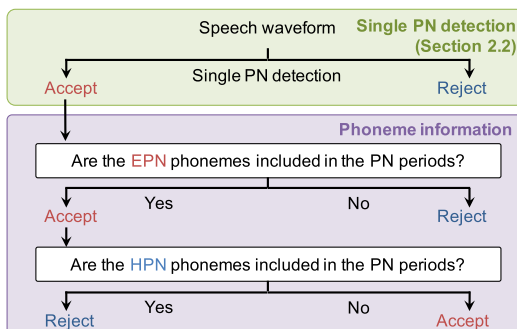 Speech waveform
Single PN detection
(Section 2.2)
Single PN detection
Accept
Reject
Phoneme information
Are the EPN phonemes included in the PN periods?
Yes
No
Accept
Reject
Are the HPN phonemes included in the PN periods?
Yes
No
Reject
Accept